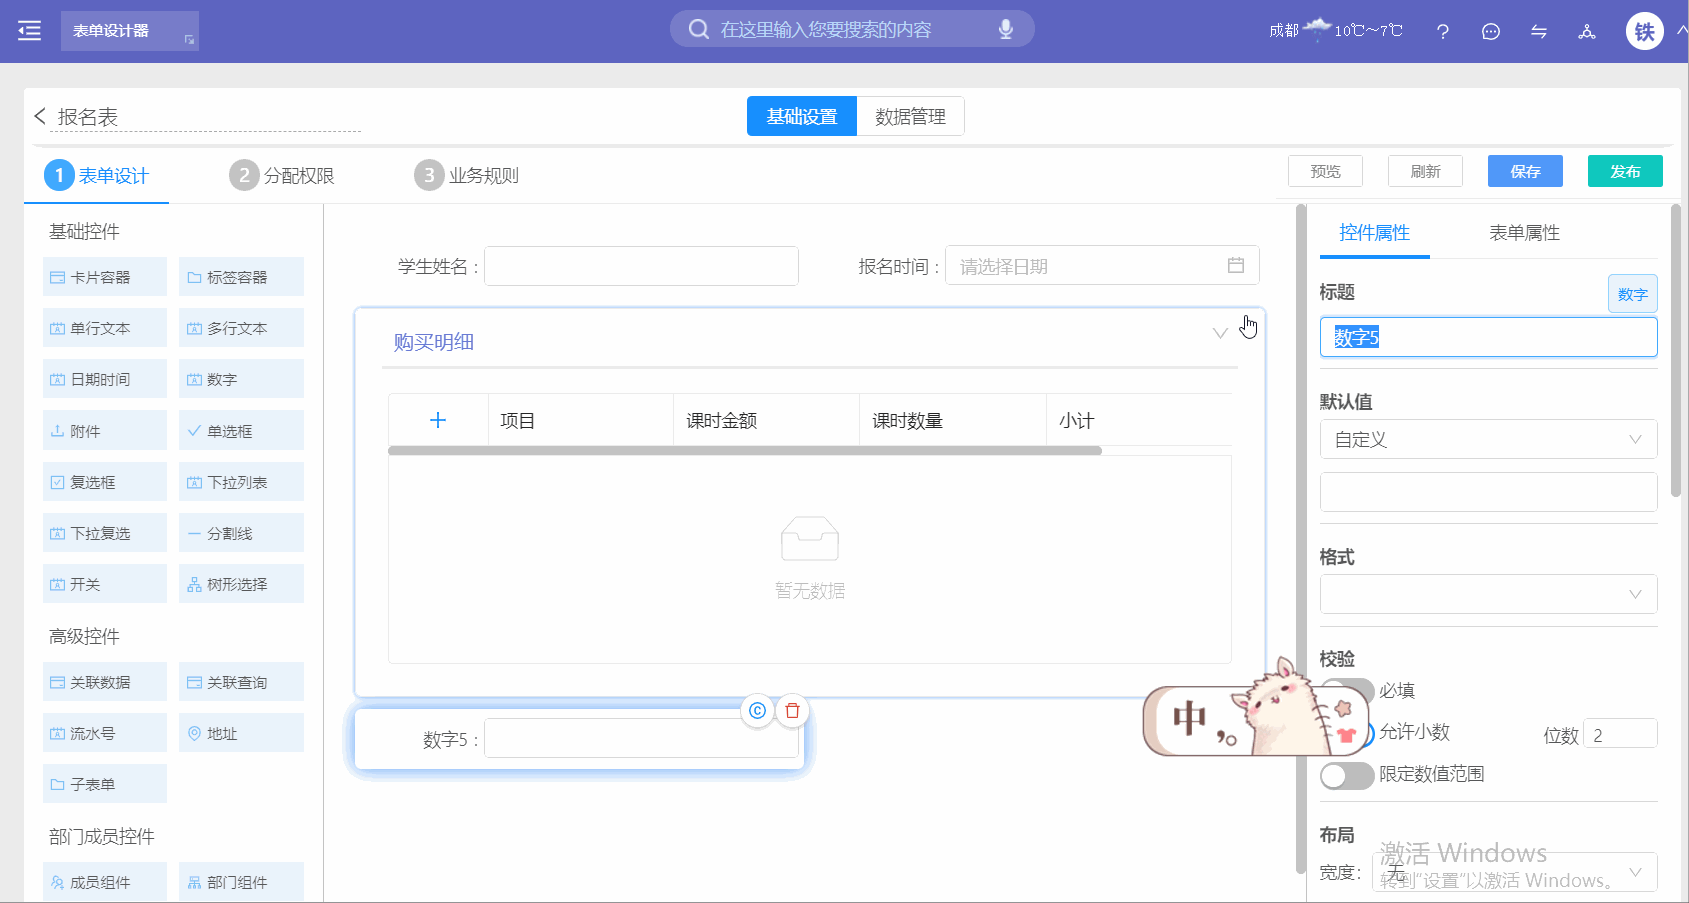 表单设计器
在这里输入您要搜索的内容
成都 10℃～7℃
铁
报名表
基础设置
数据管理
1 表单设计
2 分配权限
3 业务规则
预览
刷新
保存
发布
基础控件
卡片容器
标签容器
单行文本
多行文本
日期时间
数字
附件
单选框
复选框
下拉列表
下拉复选
分割线
开关
树形选择
高级控件
关联数据
关联查询
流水号
地址
子表单
部门成员控件
成员组件
部门组件
学生姓名 :
报名时间 : 请选择日期
购买明细
+ 项目 课时金额 课时数量 小计
暂无数据
数字5 :
控件属性
表单属性
标题
数字
数字5
默认值
自定义
格式
校验
必填
允许小数
位数 2
限定数值范围
中
布局
宽度: 无
激活 Windows
转到"设置"以激活 Windows。